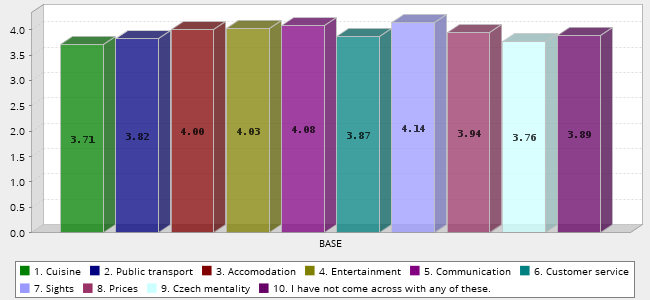 4.0
3.5
3.0
2.5
2.0
1.5
1.0
0.5
0.0
3.71 3.82 4.00 4.03 4.08 3.87 4.14 3.94 3.76 3.89
BASE
1. Cuisine 2. Public transport 3. Accomodation 4. Entertainment 5. Communication 6. Customer service
7. Sights 8. Prices 9. Czech mentality 10. I have not come across with any of these.